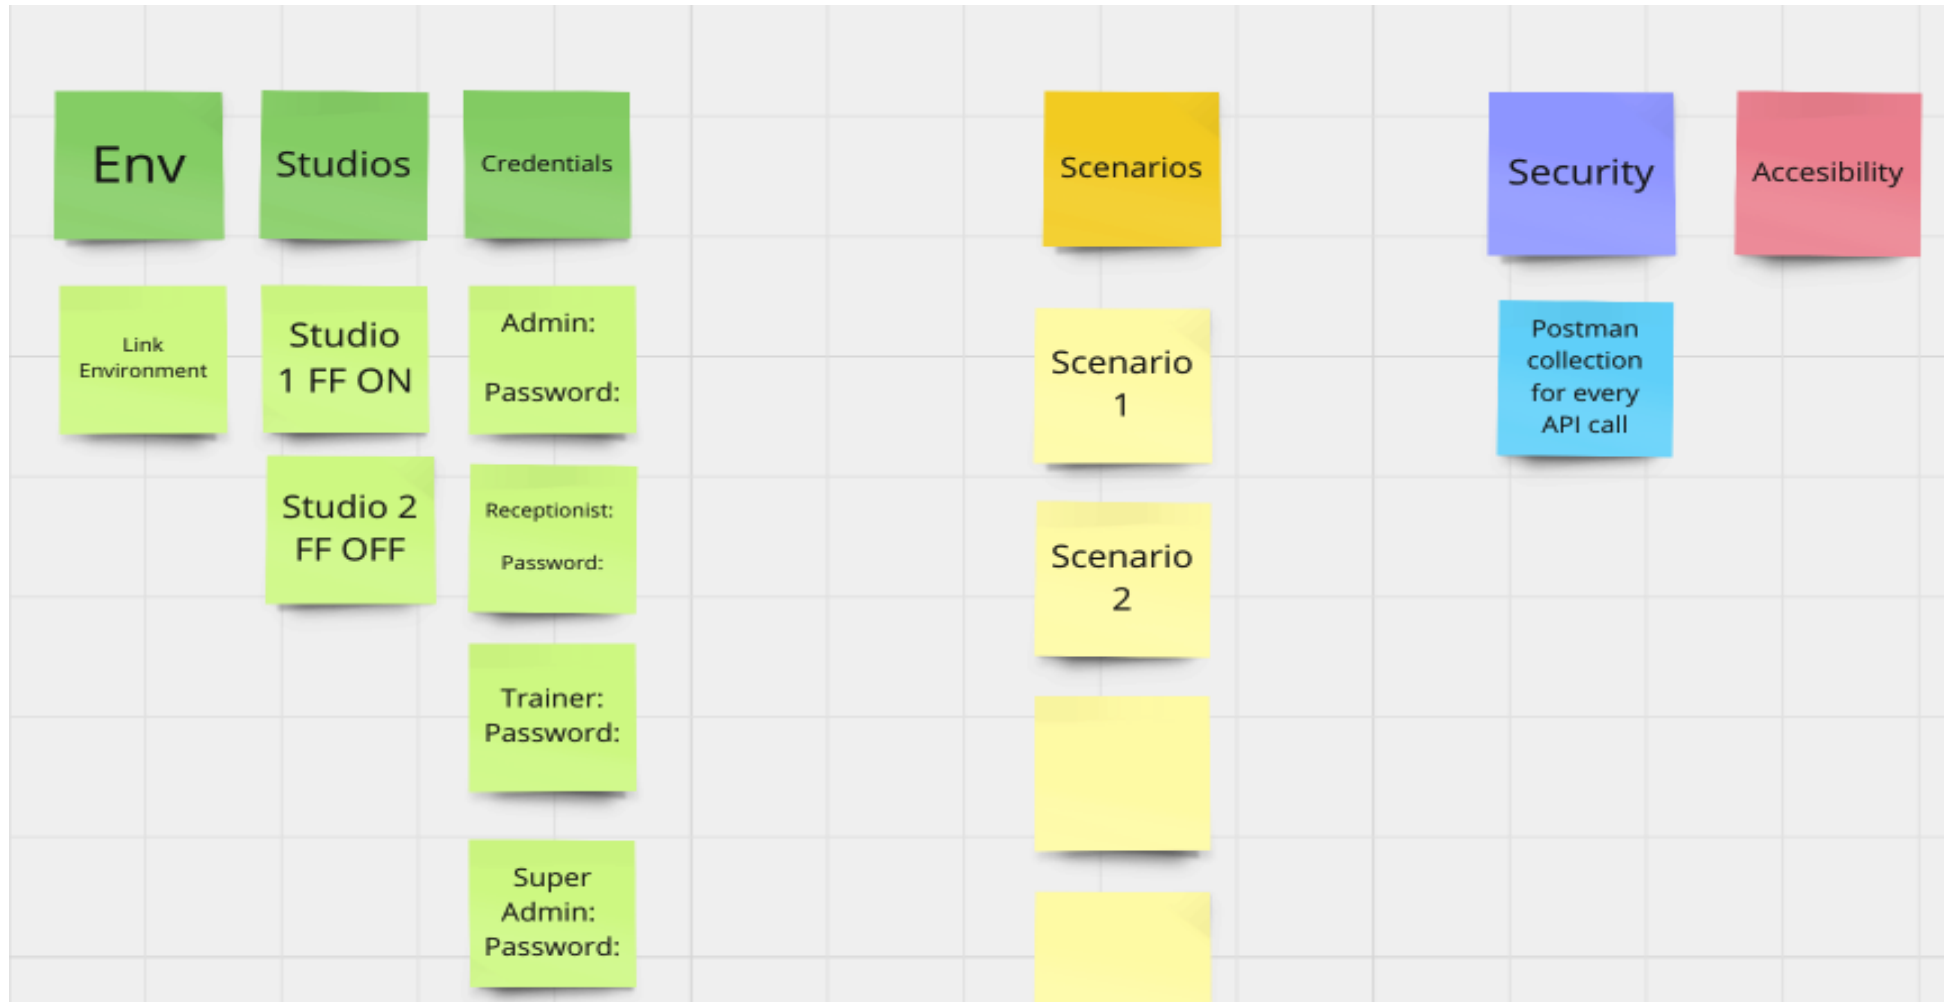 Env
Studios
Credentials
Scenarios
Security
Accesibility
Link
Environment
Studio
1 FF ON
Admin:
Password:
Scenario
1
Postman
collection
for every
API call
Studio 2
FF OFF
Receptionist:
Password:
Scenario
2
Trainer:
Password:
Super
Admin:
Password: